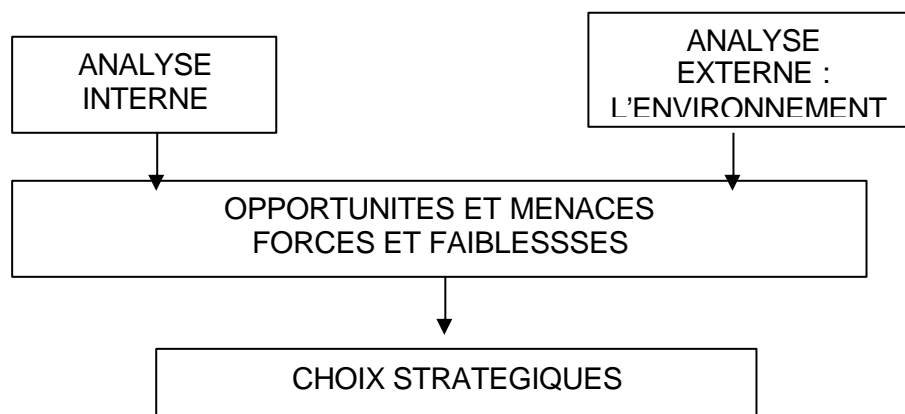 ANALYSE
INTERNE
ANALYSE
EXTERNE :
L'ENVIRONNEMENT
OPPORTUNITES ET MENACES
FORCES ET FAIBLESSSES
CHOIX STRATEGIQUES